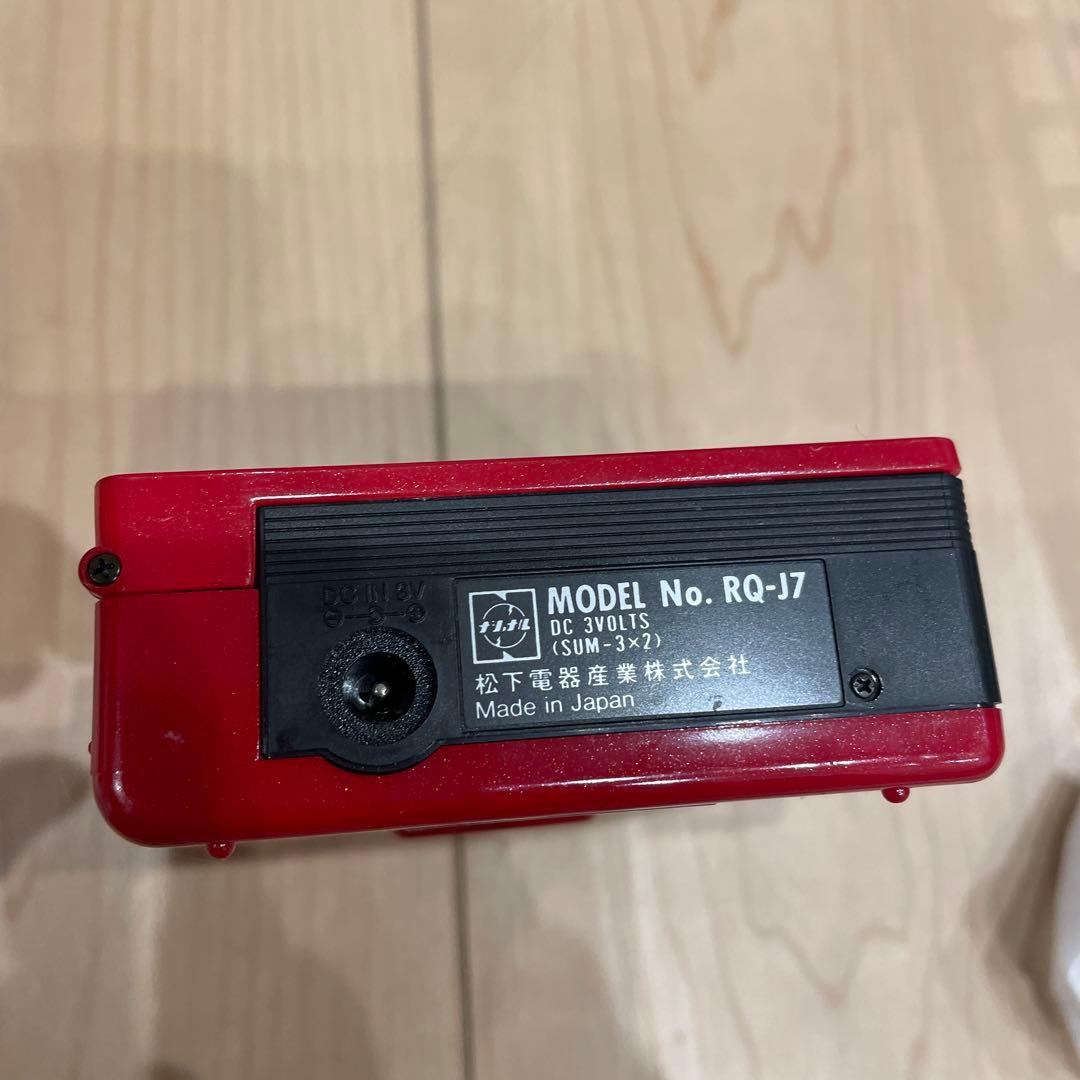 DC IN 3V
ナショナル
MODEL No. RQ-J7
DC 3VOLTS
(SUM-3×2)
松下電器産業株式会社
Made in Japan